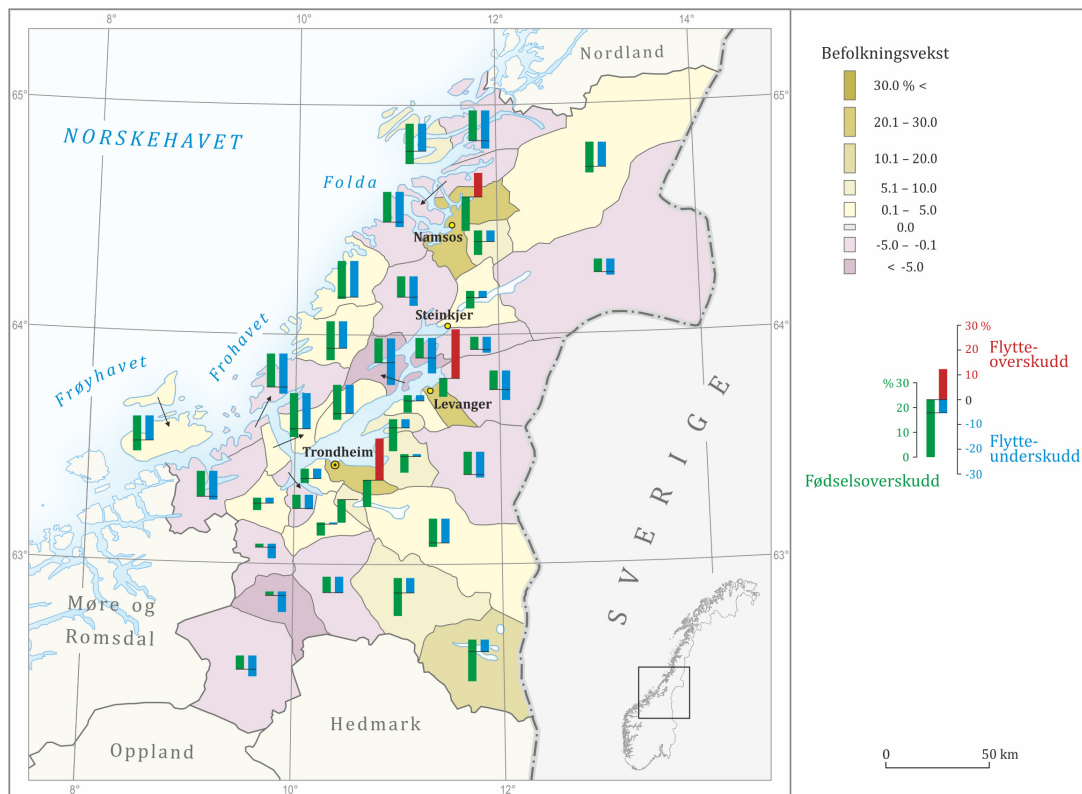 8°
10°
12°
14°
Nordland
65°
65°
NORSKEHAVET
Folda
Namsos
64°
64°
Steinkjer
Frohavet
Frøyhavet
Levanger
Trondheim
SVERIGE
63°
63°
Møre og
Romsdal
Hedmark
Oppland
64°
64°
8°
10°
12°
Befolkningsvekst
30.0 % <
20.1 – 30.0
10.1 – 20.0
5.1 – 10.0
0.1 – 5.0
0.0
-5.0 – -0.1
< -5.0
30 %
20
Flytte-
overskudd
10
% 30
0
20
-10
10
-20
Flytte-
underskudd
0
-30
Fødselsoverskudd
0
50 km